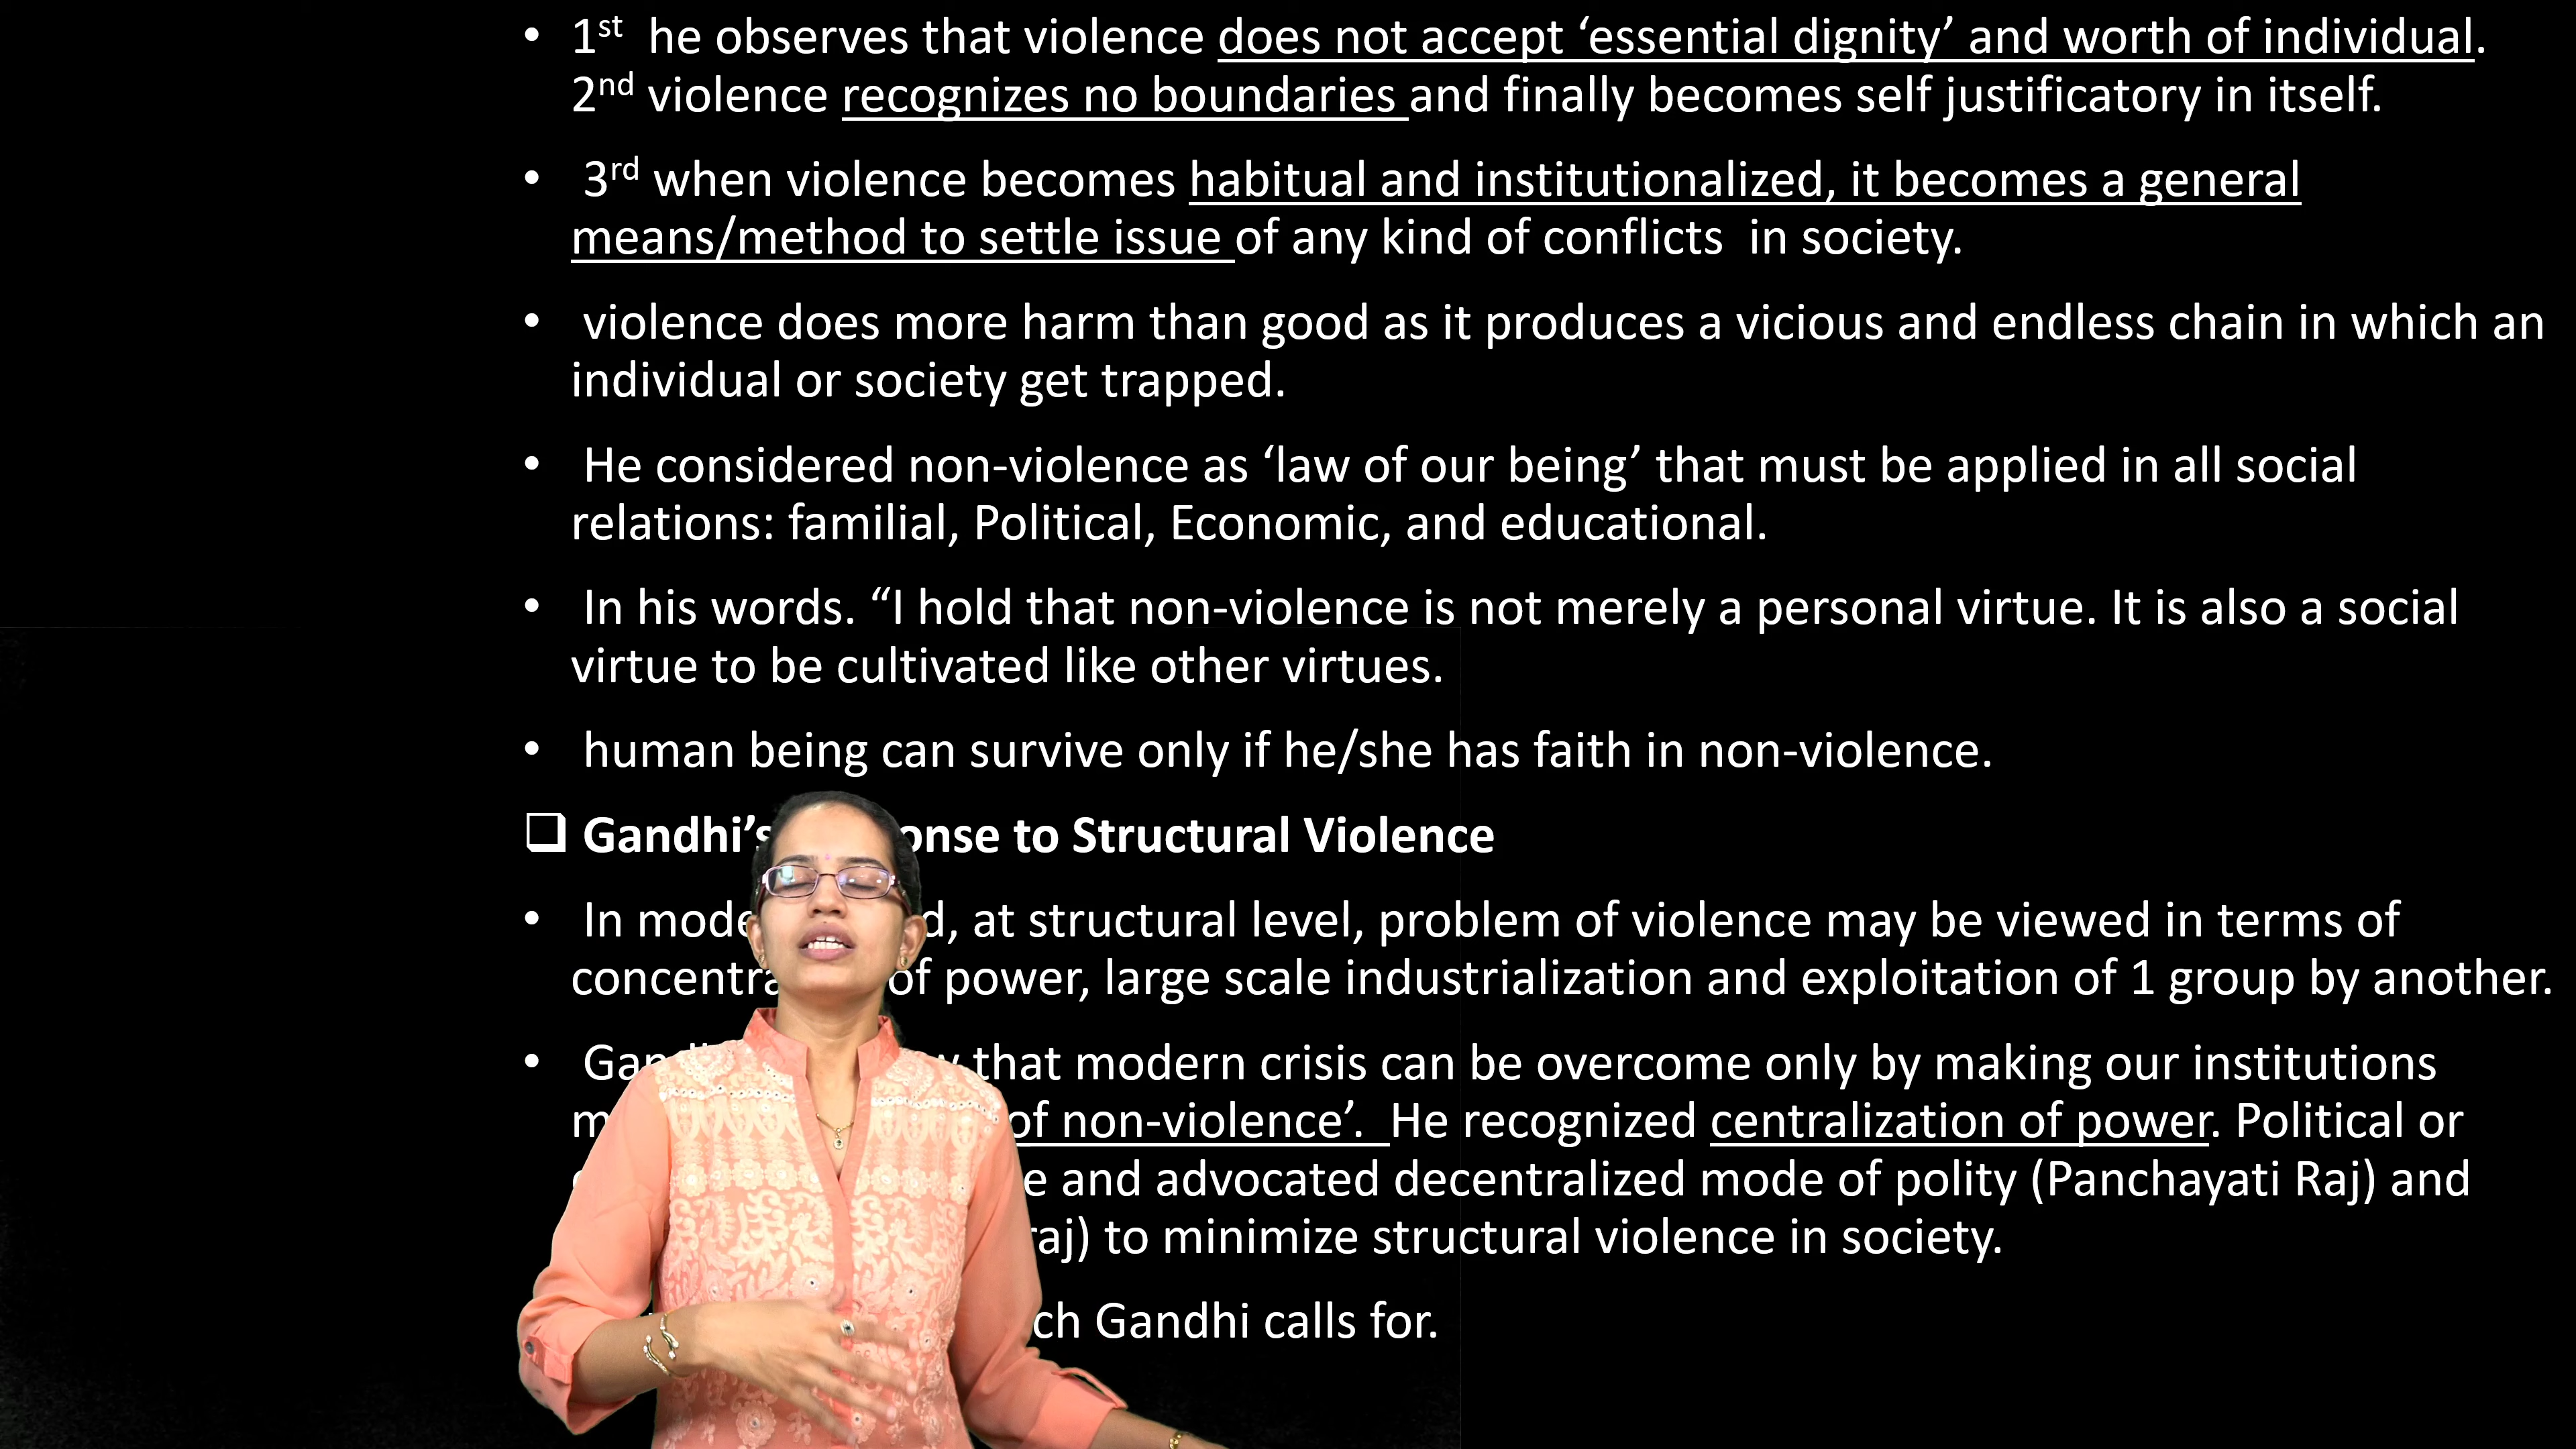 • 1st he observes that violence does not accept ‘essential dignity’ and worth of individual.
2nd violence recognizes no boundaries and finally becomes self justificatory in itself.
• 3rd when violence becomes habitual and institutionalized, it becomes a general
means/method to settle issue of any kind of conflicts in society.
• violence does more harm than good as it produces a vicious and endless chain in which an
individual or society get trapped.
• He considered non-violence as ‘law of our being’ that must be applied in all social
relations: familial, Political, Economic, and educational.
• In his words. “I hold that non-violence is not merely a personal virtue. It is also a social
virtue to be cultivated like other virtues.
• human being can survive only if he/she has faith in non-violence.
❑ Gandhi’s to Structural Violence
• In at structural level, problem of violence may be viewed in terms of
of power, large scale industrialization and exploitation of 1 group by another.
• that modern crisis can be overcome only by making our institutions
of non-violence’. He recognized centralization of power. Political or
and advocated decentralized mode of polity (Panchayati Raj) and
to minimize structural violence in society.
Gandhi calls for.